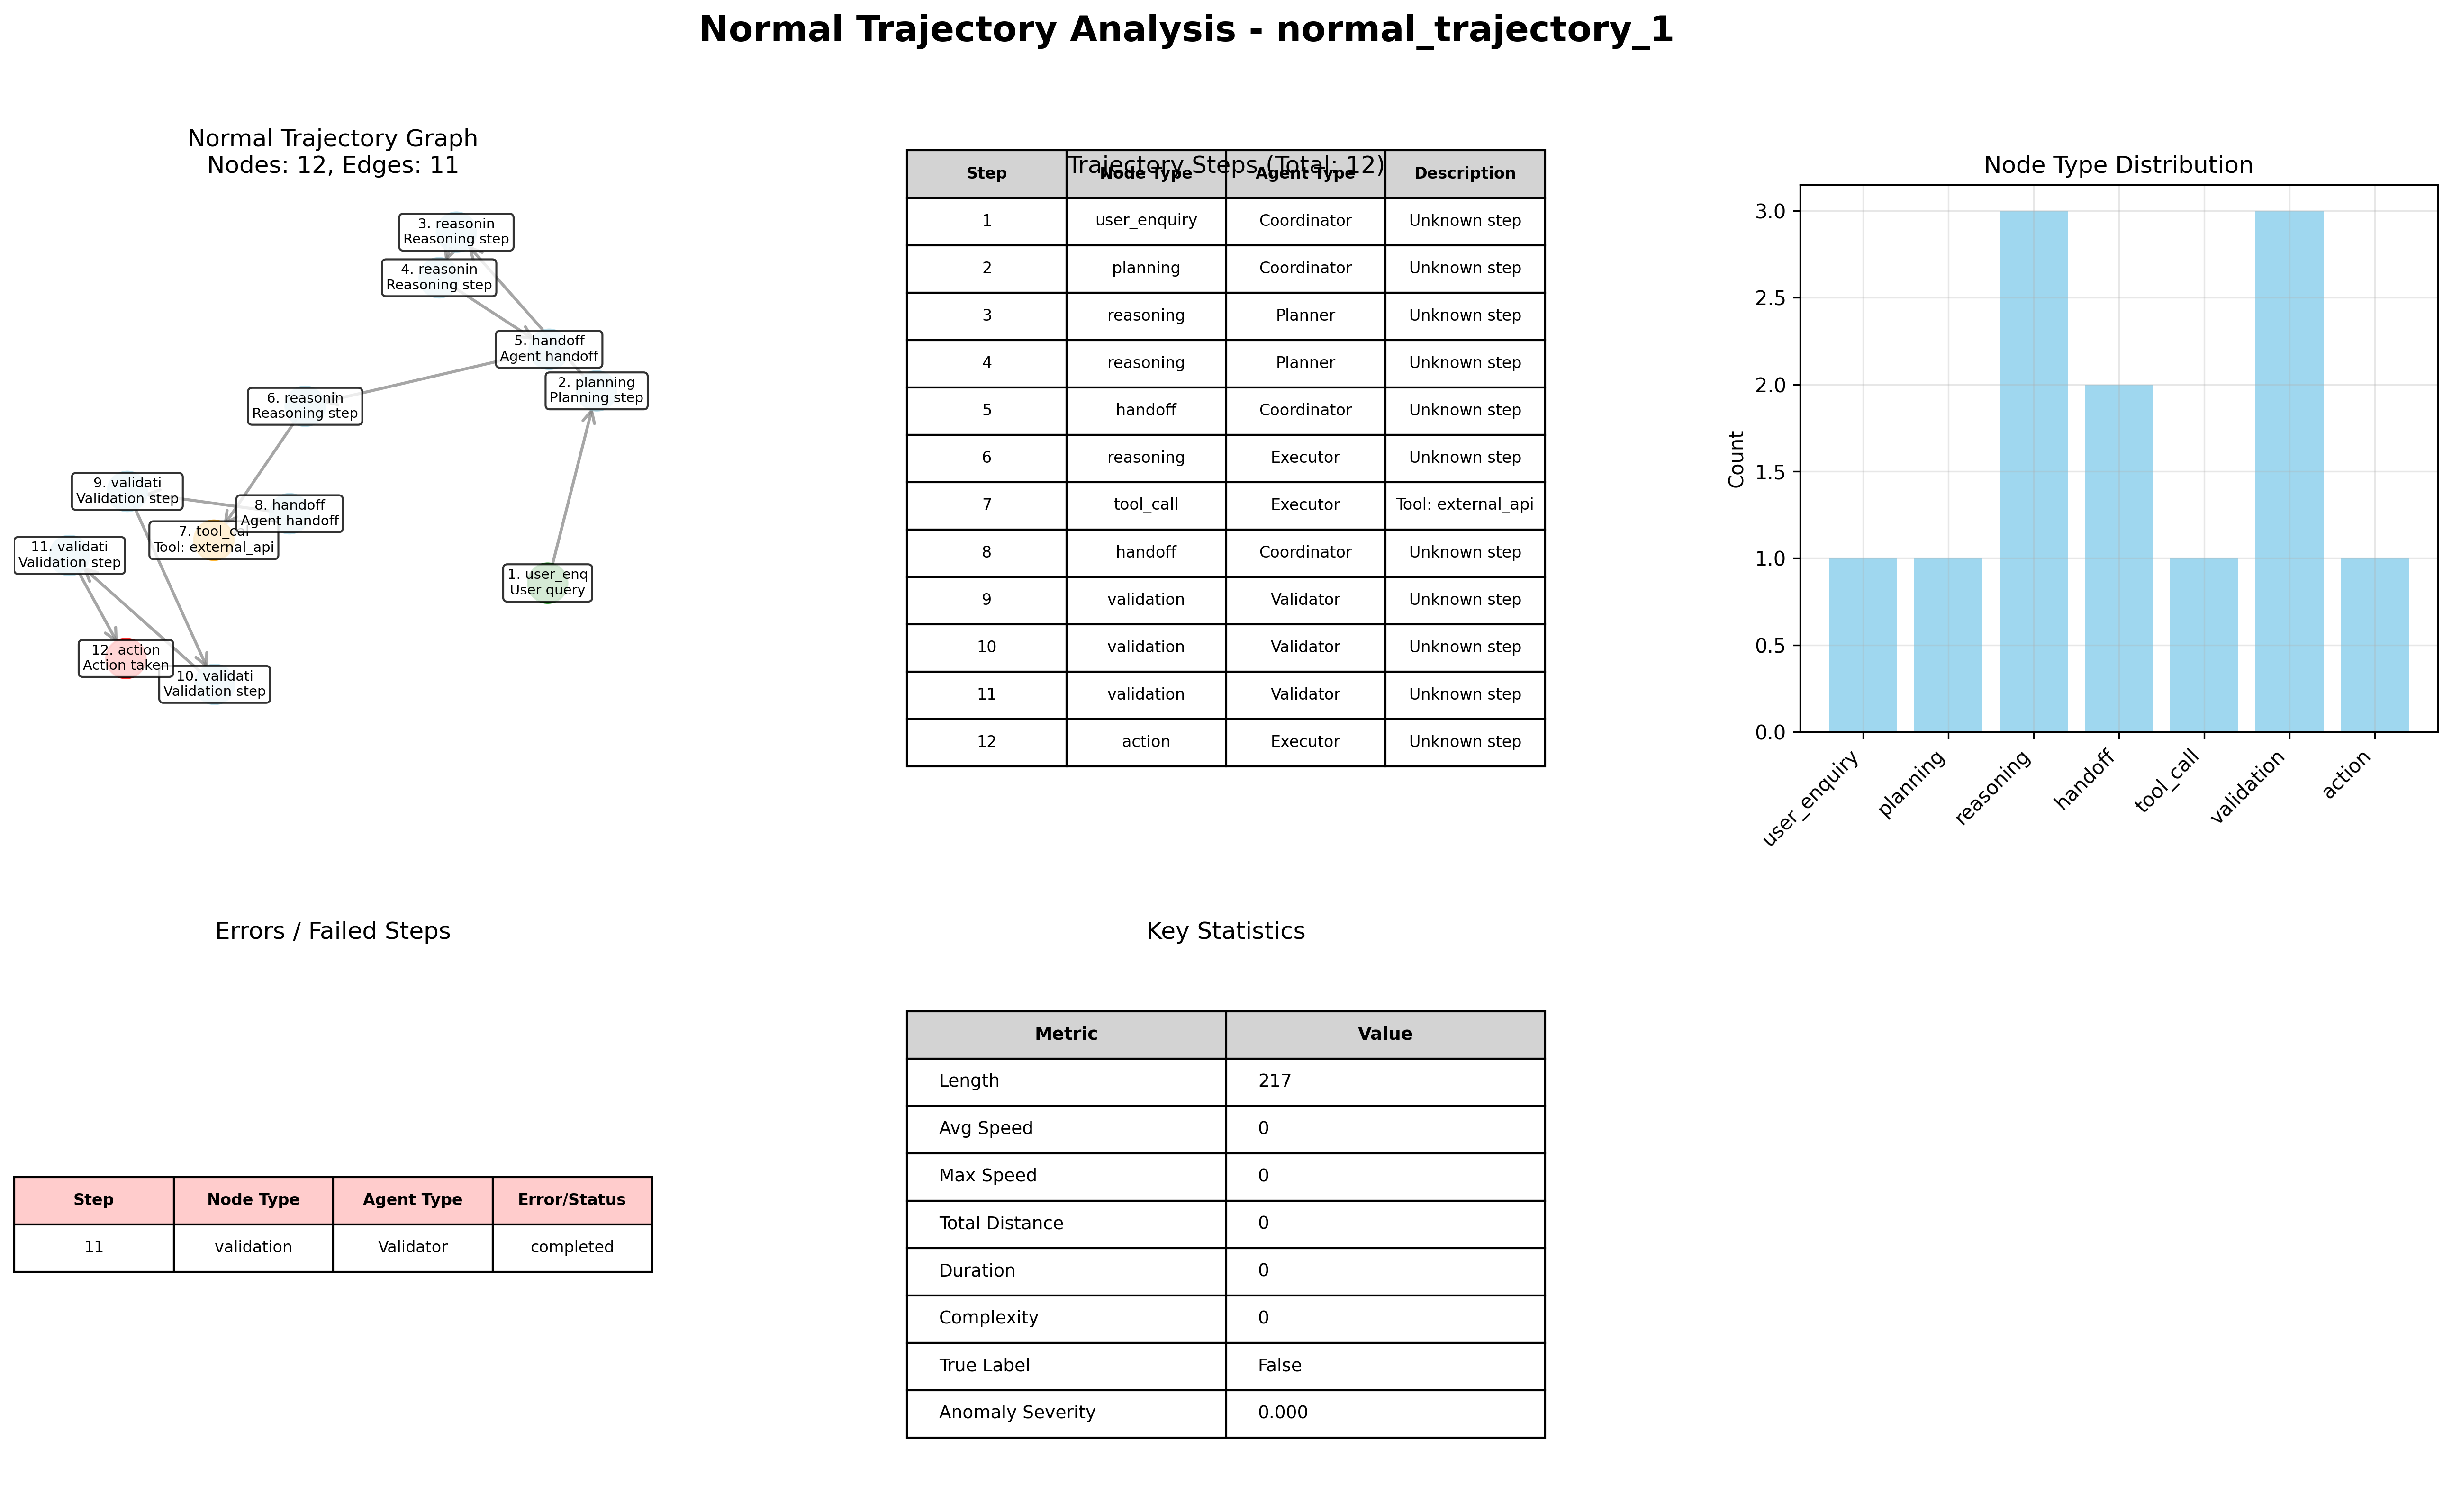 Normal Trajectory Analysis - normal_trajectory_1
Normal Trajectory Graph
Nodes: 12, Edges: 11
3. reasonin
Reasoning step
4. reasonin
Reasoning step
5. handoff
Agent handoff
2. planning
Planning step
6. reasonin
Reasoning step
9. validati
Validation step
8. handoff
Agent handoff
7. tool_cal
Tool: external_api
11. validati
Validation step
1. user_enq
User query
12. action
Action taken
10. validati
Validation step
Trajectory Steps (Total: 12)
Step Node Type Agent Type Description
1 user_enquiry Coordinator Unknown step
2 planning Coordinator Unknown step
3 reasoning Planner Unknown step
4 reasoning Planner Unknown step
5 handoff Coordinator Unknown step
6 reasoning Executor Unknown step
7 tool_call Executor Tool: external_api
8 handoff Coordinator Unknown step
9 validation Validator Unknown step
10 validation Validator Unknown step
11 validation Validator Unknown step
12 action Executor Unknown step
Node Type Distribution
Count
3.0
2.5
2.0
1.5
1.0
0.5
0.0
user_enquiry
planning
reasoning
handoff
tool_call
validation
action
Errors / Failed Steps
Step Node Type Agent Type Error/Status
11 validation Validator completed
Key Statistics
Metric Value
Length 217
Avg Speed 0
Max Speed 0
Total Distance 0
Duration 0
Complexity 0
True Label False
Anomaly Severity 0.000